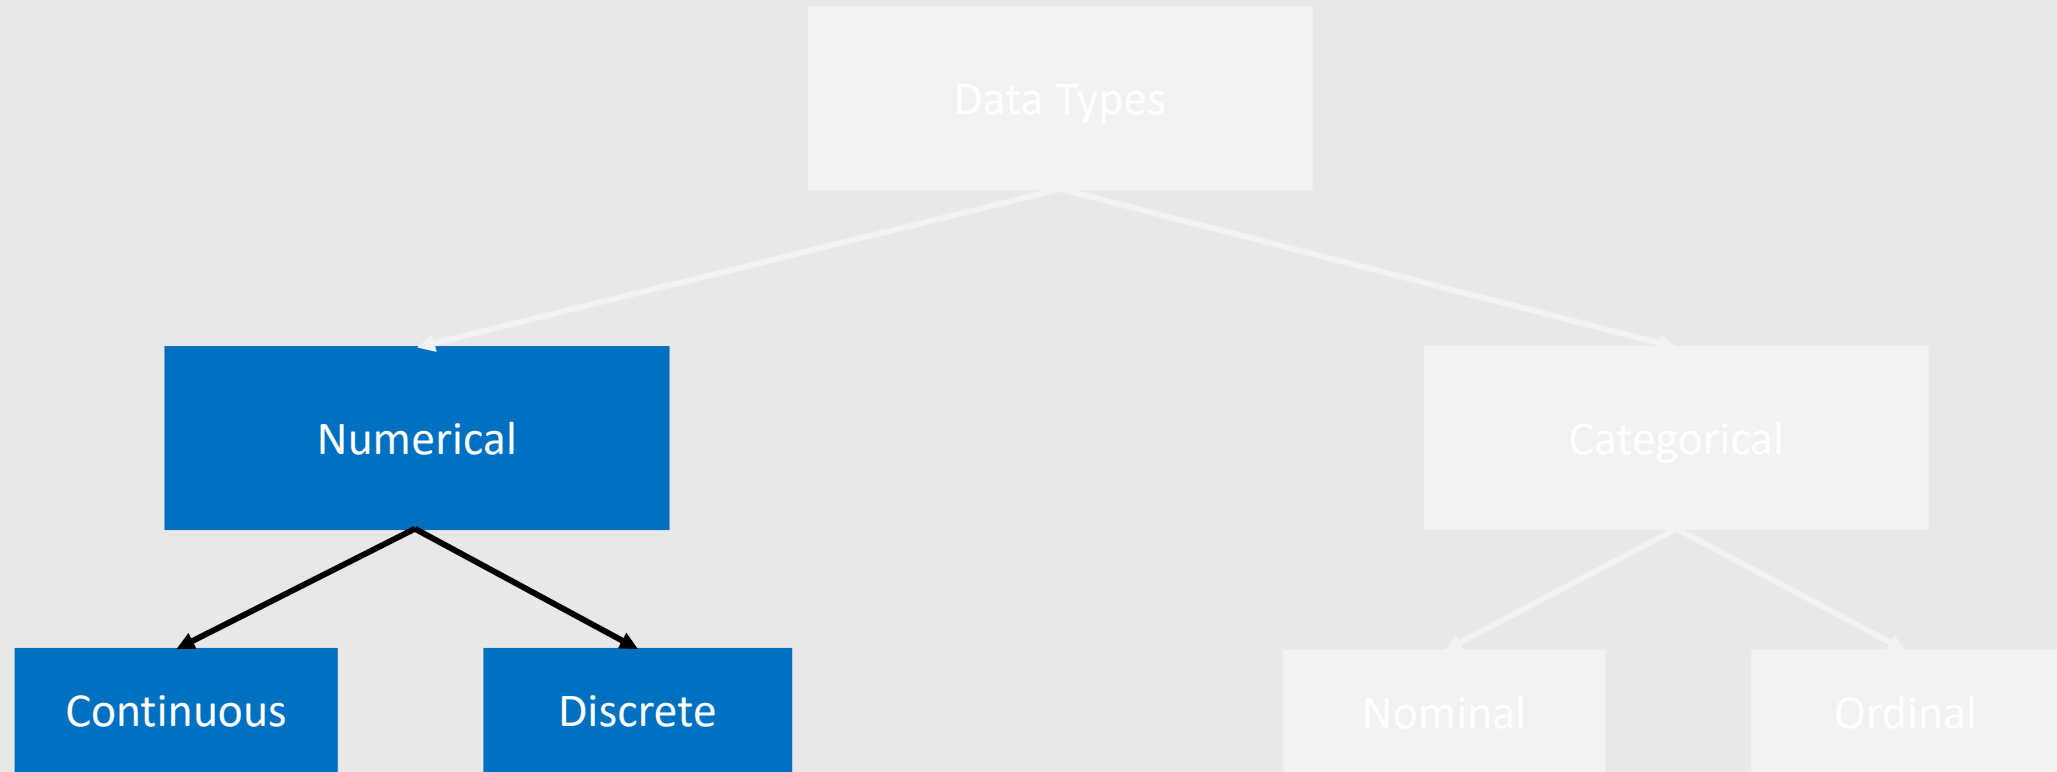 Data Types
Numerical
Categorical
Continuous
Discrete
Nominal
Ordinal